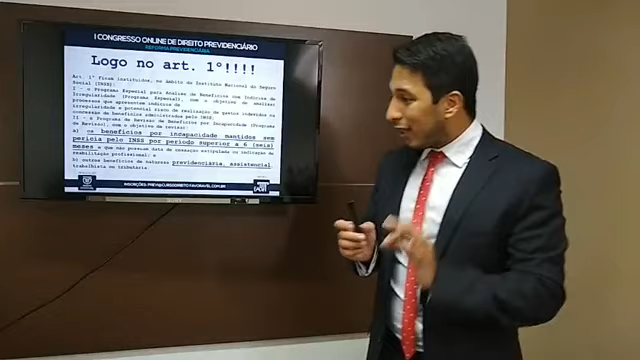 I CONGRESSO ONLINE DE DIREITO PREVIDENCIÁRIO
REFORMA PREVIDENCIÁRIA
Logo no art. 1°!!!!
Art. 1° Ficam instituídos, no âmbito do Instituto Nacional do Seguro
Social (INSS):
I - o Programa Especial para Análise de Benefícios com Indícios de
Irregularidade (Programa Especial), com o objetivo de analisar
processos que apresentem indícios de
irregularidade e potencial risco de realização de gastos indevidos na
concessão de benefícios administrados pelo INSS; e
II - o Programa de Revisão de Benefícios por Incapacidade (Programa
de Revisão), com o objetivo de revisar:
a) os benefícios por incapacidade mantidos sem
perícia pelo INSS por período superior a 6 (seis)
meses e que não possuam data de cessação estipulada ou indicação de
reabilitação profissional; e
b) outros benefícios de natureza previdenciária, assistencial,
trabalhista ou tributária.